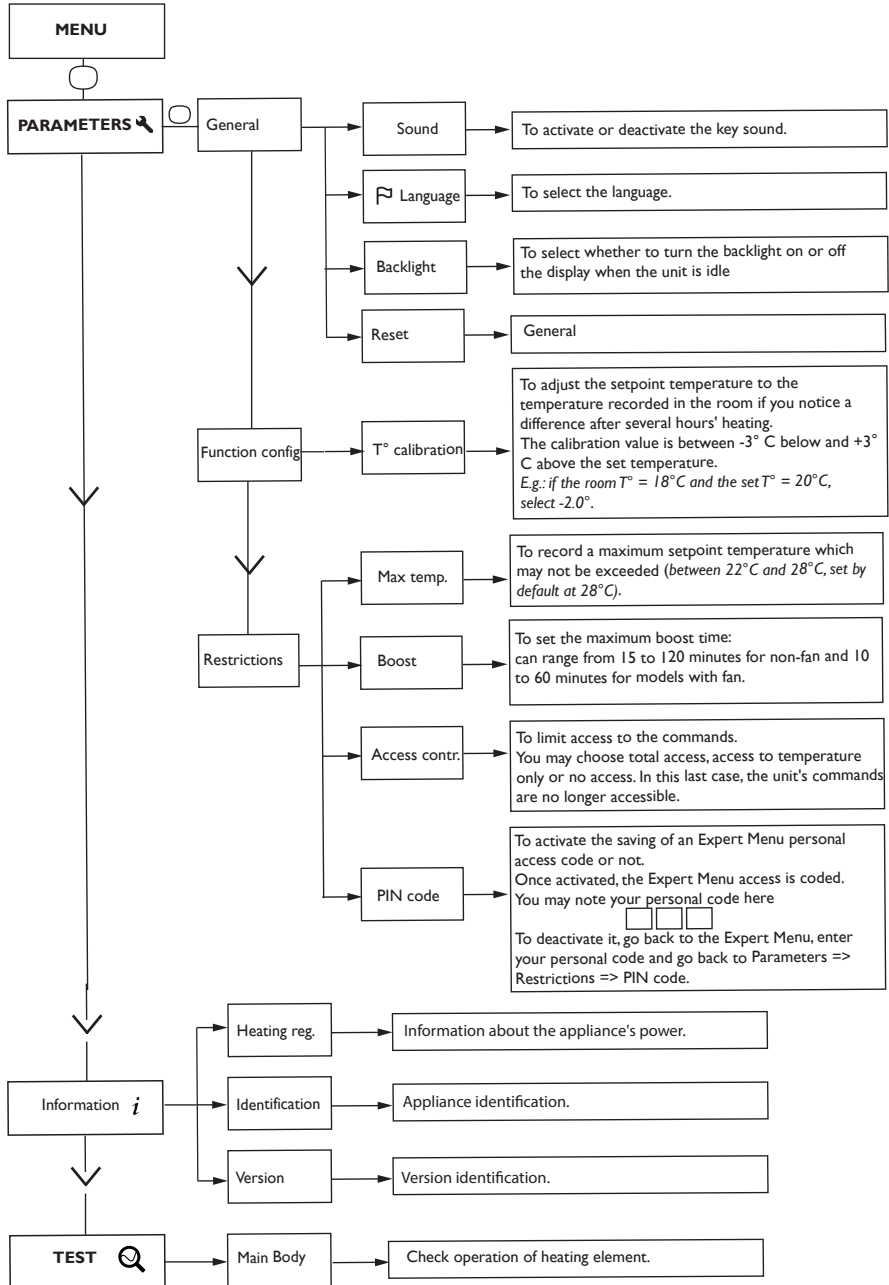 MENU
PARAMETERS
General
Sound
To activate or deactivate the key sound.
Language
To select the language.
Backlight
To select whether to turn the backlight on or off
the display when the unit is idle
Reset
General
Function config
T° calibration
To adjust the setpoint temperature to the
temperature recorded in the room if you notice a
difference after several hours' heating.
The calibration value is between -3° C below and +3°
C above the set temperature.
E.g.: if the room T° = 18°C and the set T° = 20°C,
select -2.0°.
Restrictions
Max temp.
To record a maximum setpoint temperature which
may not be exceeded (between 22°C and 28°C, set by
default at 28°C).
Boost
To set the maximum boost time:
can range from 15 to 120 minutes for non-fan and 10
to 60 minutes for models with fan.
Access contr.
To limit access to the commands.
You may choose total access, access to temperature
only or no access. In this last case, the unit's commands
are no longer accessible.
PIN code
To activate the saving of an Expert Menu personal
access code or not.
Once activated, the Expert Menu access is coded.
You may note your personal code here
To deactivate it, go back to the Expert Menu, enter
your personal code and go back to Parameters =>
Restrictions => PIN code.
Information i
Heating reg.
Information about the appliance's power.
Identification
Appliance identification.
Version
Version identification.
TEST
Main Body
Check operation of heating element.